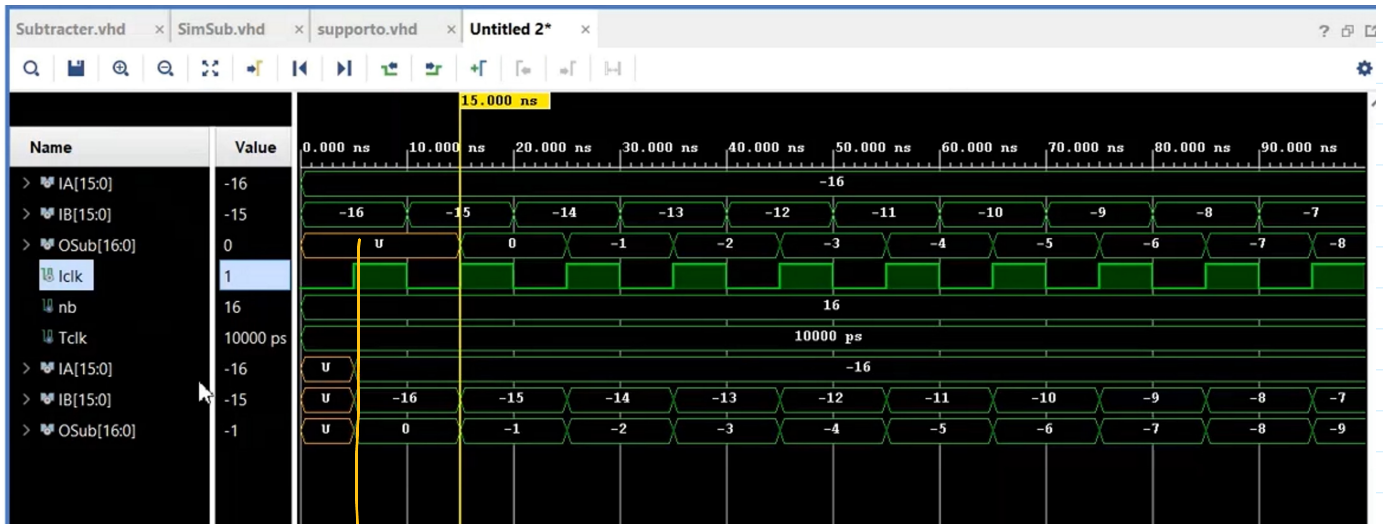 Subtracter.vhd × SimSub.vhd × supporto.vhd × Untitled 2* × ?
15.000 ns
Name Value 0.000 ns 10.000 ns 20.000 ns 30.000 ns 40.000 ns 50.000 ns 60.000 ns 70.000 ns 80.000 ns 90.000 ns
IA[15:0] -16 -16
IB[15:0] -15 -16 -15 -14 -13 -12 -11 -10 -9 -8 -7
OSub[16:0] 0 U 0 -1 -2 -3 -4 -5 -6 -7 -8
Iclk 1
nb 16 16
Tclk 10000 ps 10000 ps
IA[15:0] -16 U -16
IB[15:0] -15 U -16 -15 -14 -13 -12 -11 -10 -9 -8 -7
OSub[16:0] -1 U 0 -1 -2 -3 -4 -5 -6 -7 -8 -9